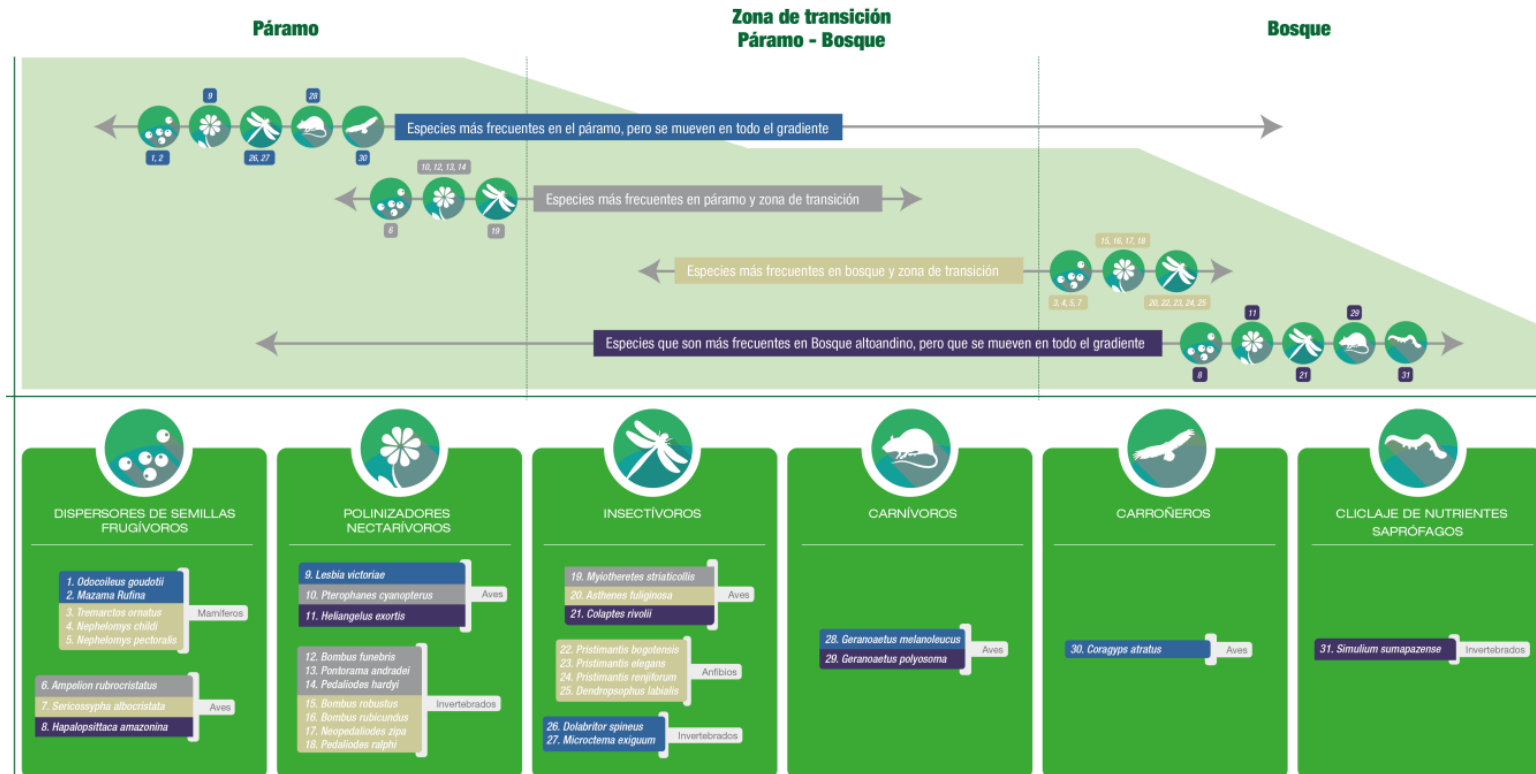 Páramo
Zona de transición
Páramo - Bosque
Bosque
9
28
Especies más frecuentes en el páramo, pero se mueven en todo el gradiente
1, 2
26, 27
30
10, 12, 13, 14
Especies más frecuentes en páramo y zona de transición
6
19
15, 16, 17, 18
Especies más frecuentes en bosque y zona de transición
3, 4, 5, 7
20, 22, 23, 24, 25
11
29
Especies que son más frecuentes en Bosque altoandino, pero que se mueven en todo el gradiente
8
21
31
DISPERSORES DE SEMILLAS
FRUGÍVOROS
1. Odocoileus goudotii
2. Mazama Rufina
3. Tremarctos ornatus
4. Nephelomys childi
5. Nephelomys pectoralis
Mamíferos
6. Ampelion rubrocristatus
7. Sericossypha albocristata
8. Hapalopsittaca amazonina
Aves
POLINIZADORES
NECTARÍVOROS
9. Lesbia victoriae
10. Pterophanes cyanopterus
11. Heliangelus exortis
Aves
12. Bombus funebris
13. Pontorama andradei
14. Pedaliodes hardyi
15. Bombus robustus
16. Bombus rubicundus
17. Neopedaliodes zipa
18. Pedaliodes ralphi
Invertebrados
INSECTÍVOROS
19. Myiotheretes striaticollis
20. Asthenes fuliginosa
21. Colaptes rivolii
Aves
22. Pristimantis bogotensis
23. Pristimantis elegans
24. Pristimantis renjiforum
25. Dendropsophus labialis
Anfibios
26. Dolabritor spineus
27. Microctema exiguum
Invertebrados
CARNÍVOROS
28. Geranoaetus melanoleucus
29. Geranoaetus polyosoma
Aves
CARROÑEROS
30. Coragyps atratus
Aves
CLICLAJE DE NUTRIENTES
SAPRÓFAGOS
31. Simulium sumapazense
Invertebrados